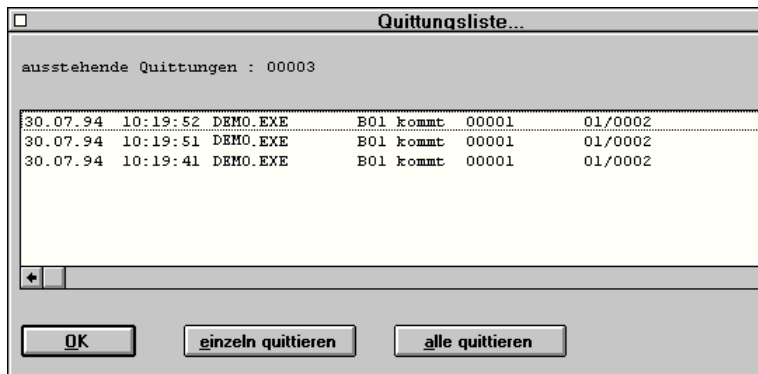 Quittungsliste...
ausstehende Quittungen : 00003
30.07.94 10:19:52 DEMO.EXE B01 kommt 00001 01/0002
30.07.94 10:19:51 DEMO.EXE B01 kommt 00001 01/0002
30.07.94 10:19:41 DEMO.EXE B01 kommt 00001 01/0002
OK einzeln quittieren alle quittieren